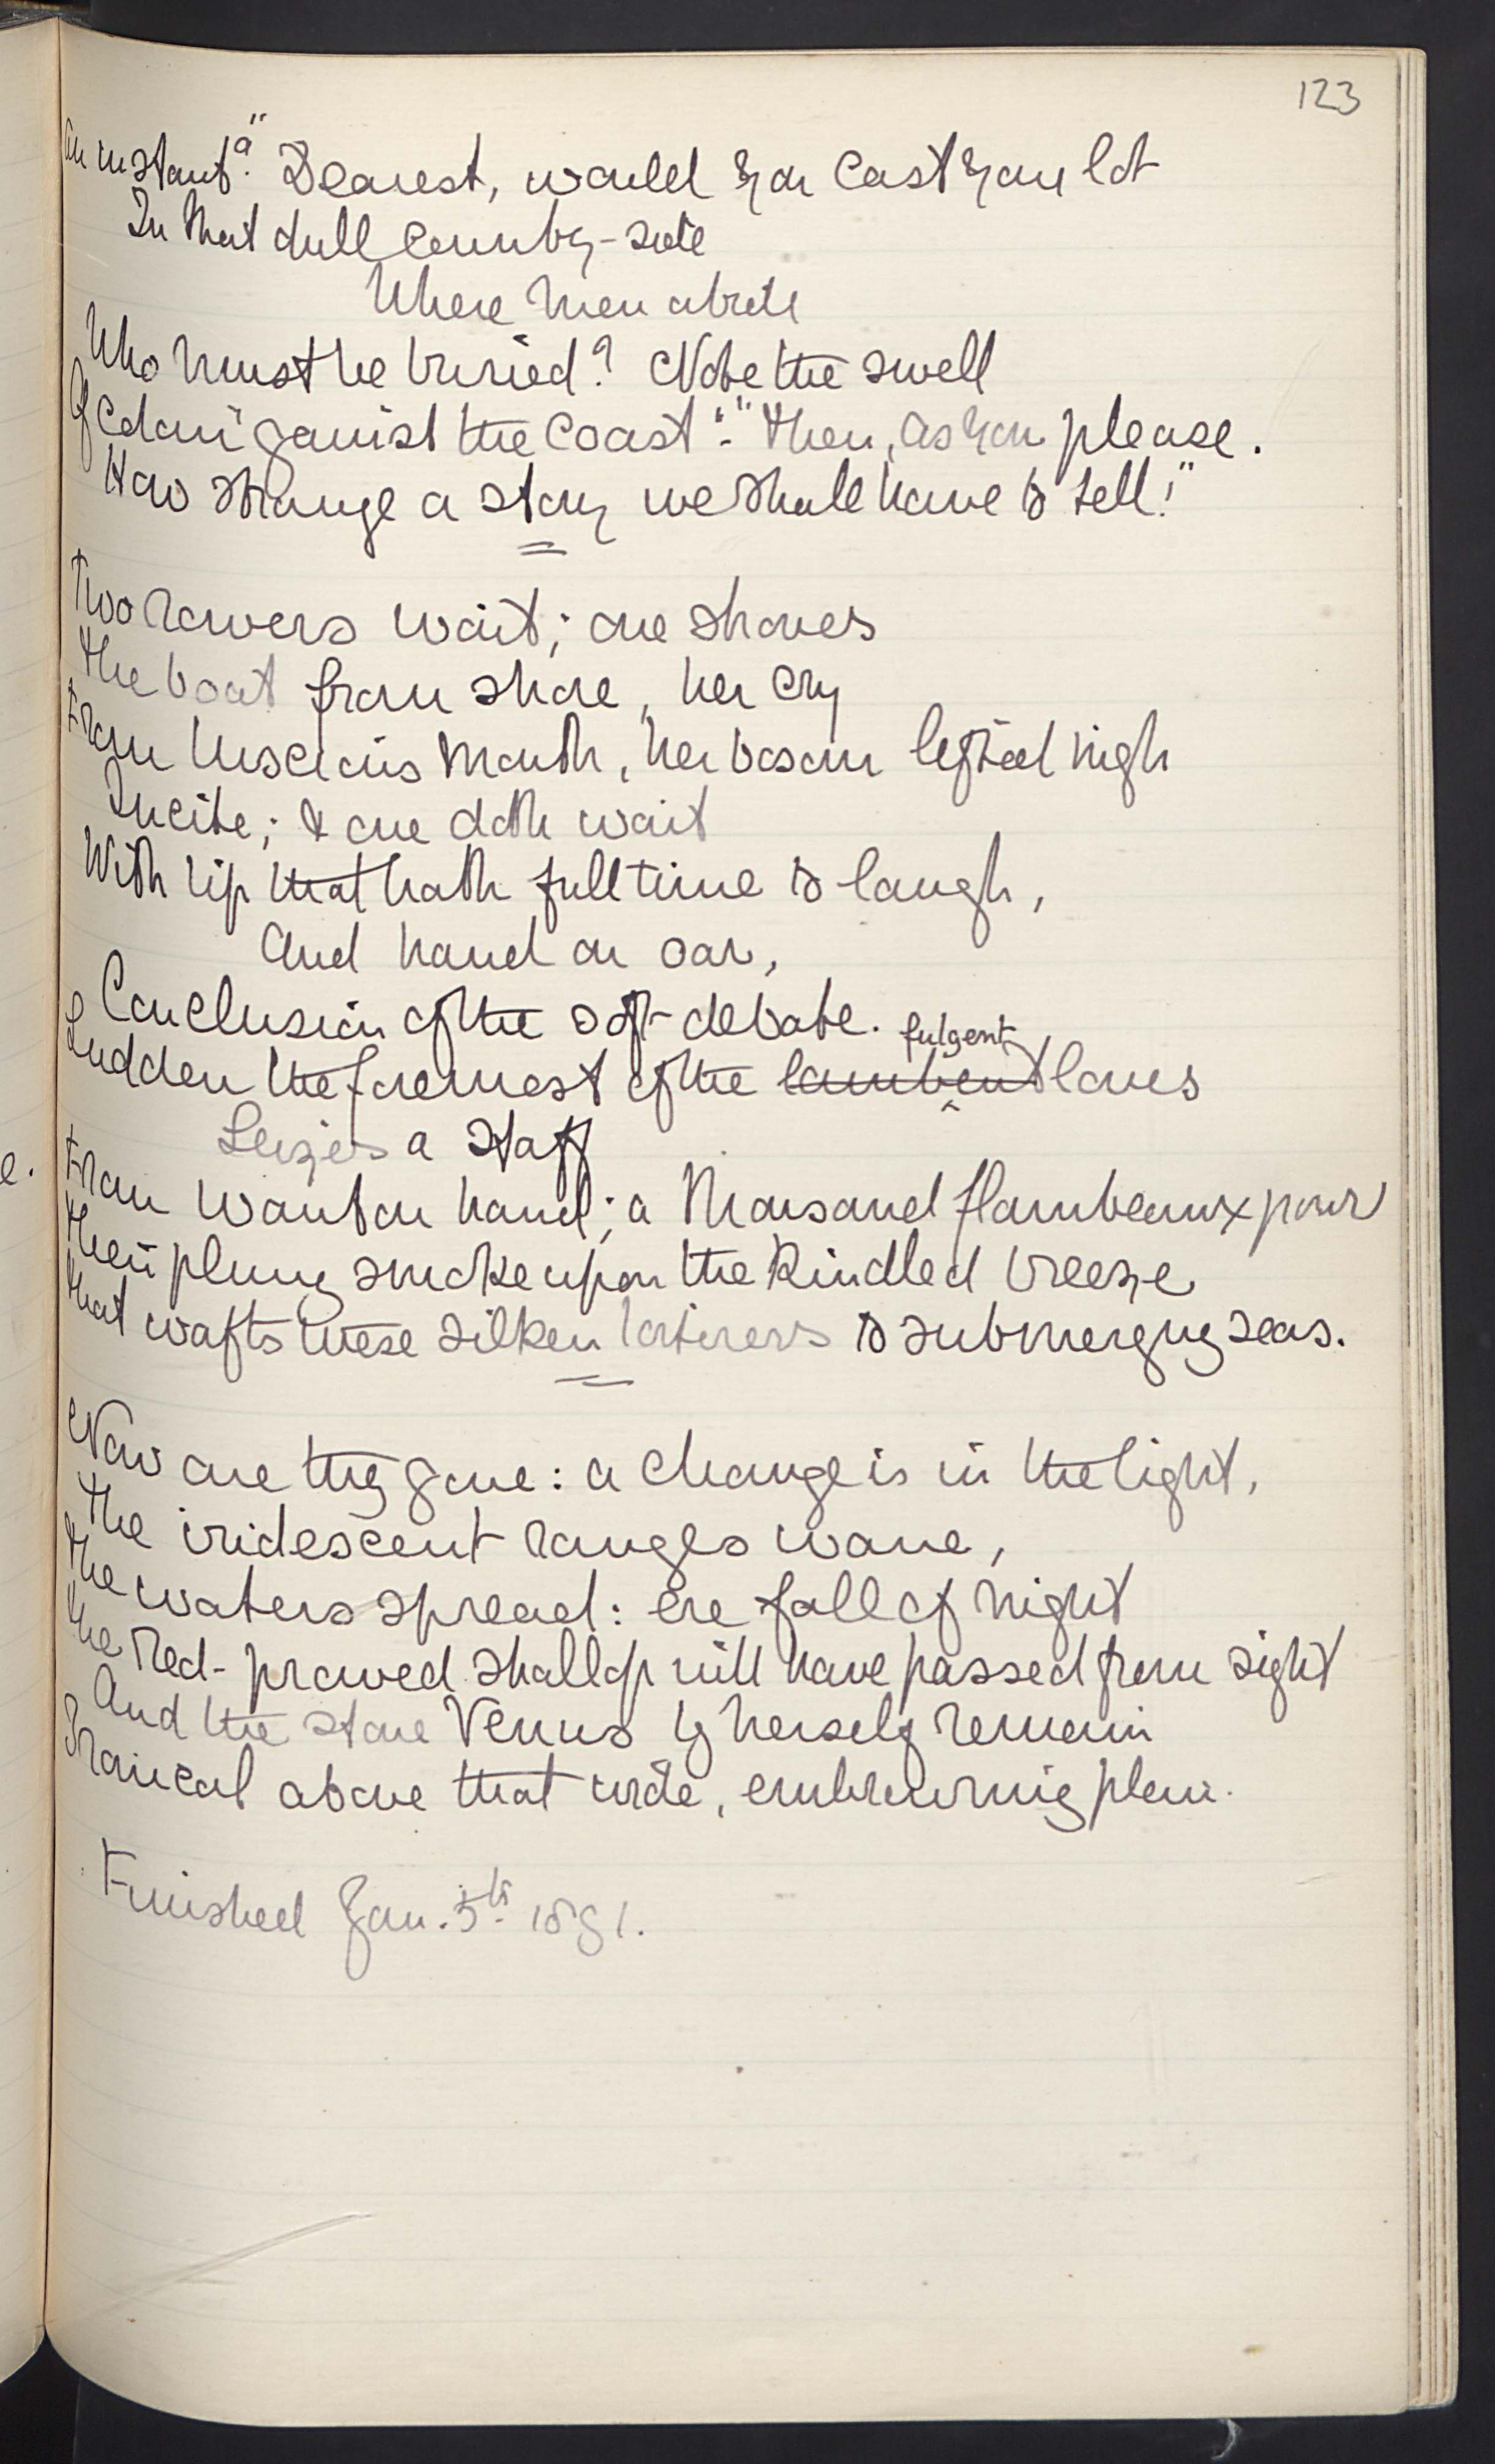 123
An instant?" "Dearest, would you cast your lot
In that dull country-side
Where men abide
Who must be buried? Note the swell
Of colour 'gainst the coast": "Then, as you please.
How strange a story we shall have to tell!"
Two rowers wait; one shoves
The boat from shore, her cry
From luscious mouth, her bosom lifted high
Incite; & one doth wait
With lip that hath full time to laugh,
And hand on oar,
Conclusion of the soft debate.
fulgent
Sudden the foremost of the lambent loves
Seizes a staff
From wanton hand; a thousand flambeaux pour
Their plumy smoke upon the kindled breeze
That wafts these silken loiterers to submerging seas.
Now are they gone: a change is in the light,
The iridescent ranges wane,
The waters spread: ere fall of night
The red-prowed shallop will have passed from sight
And the stone Venus by herself remain
Ironical above that wide, embrowning plain.
Finished Jan. 5th 1891.
e.